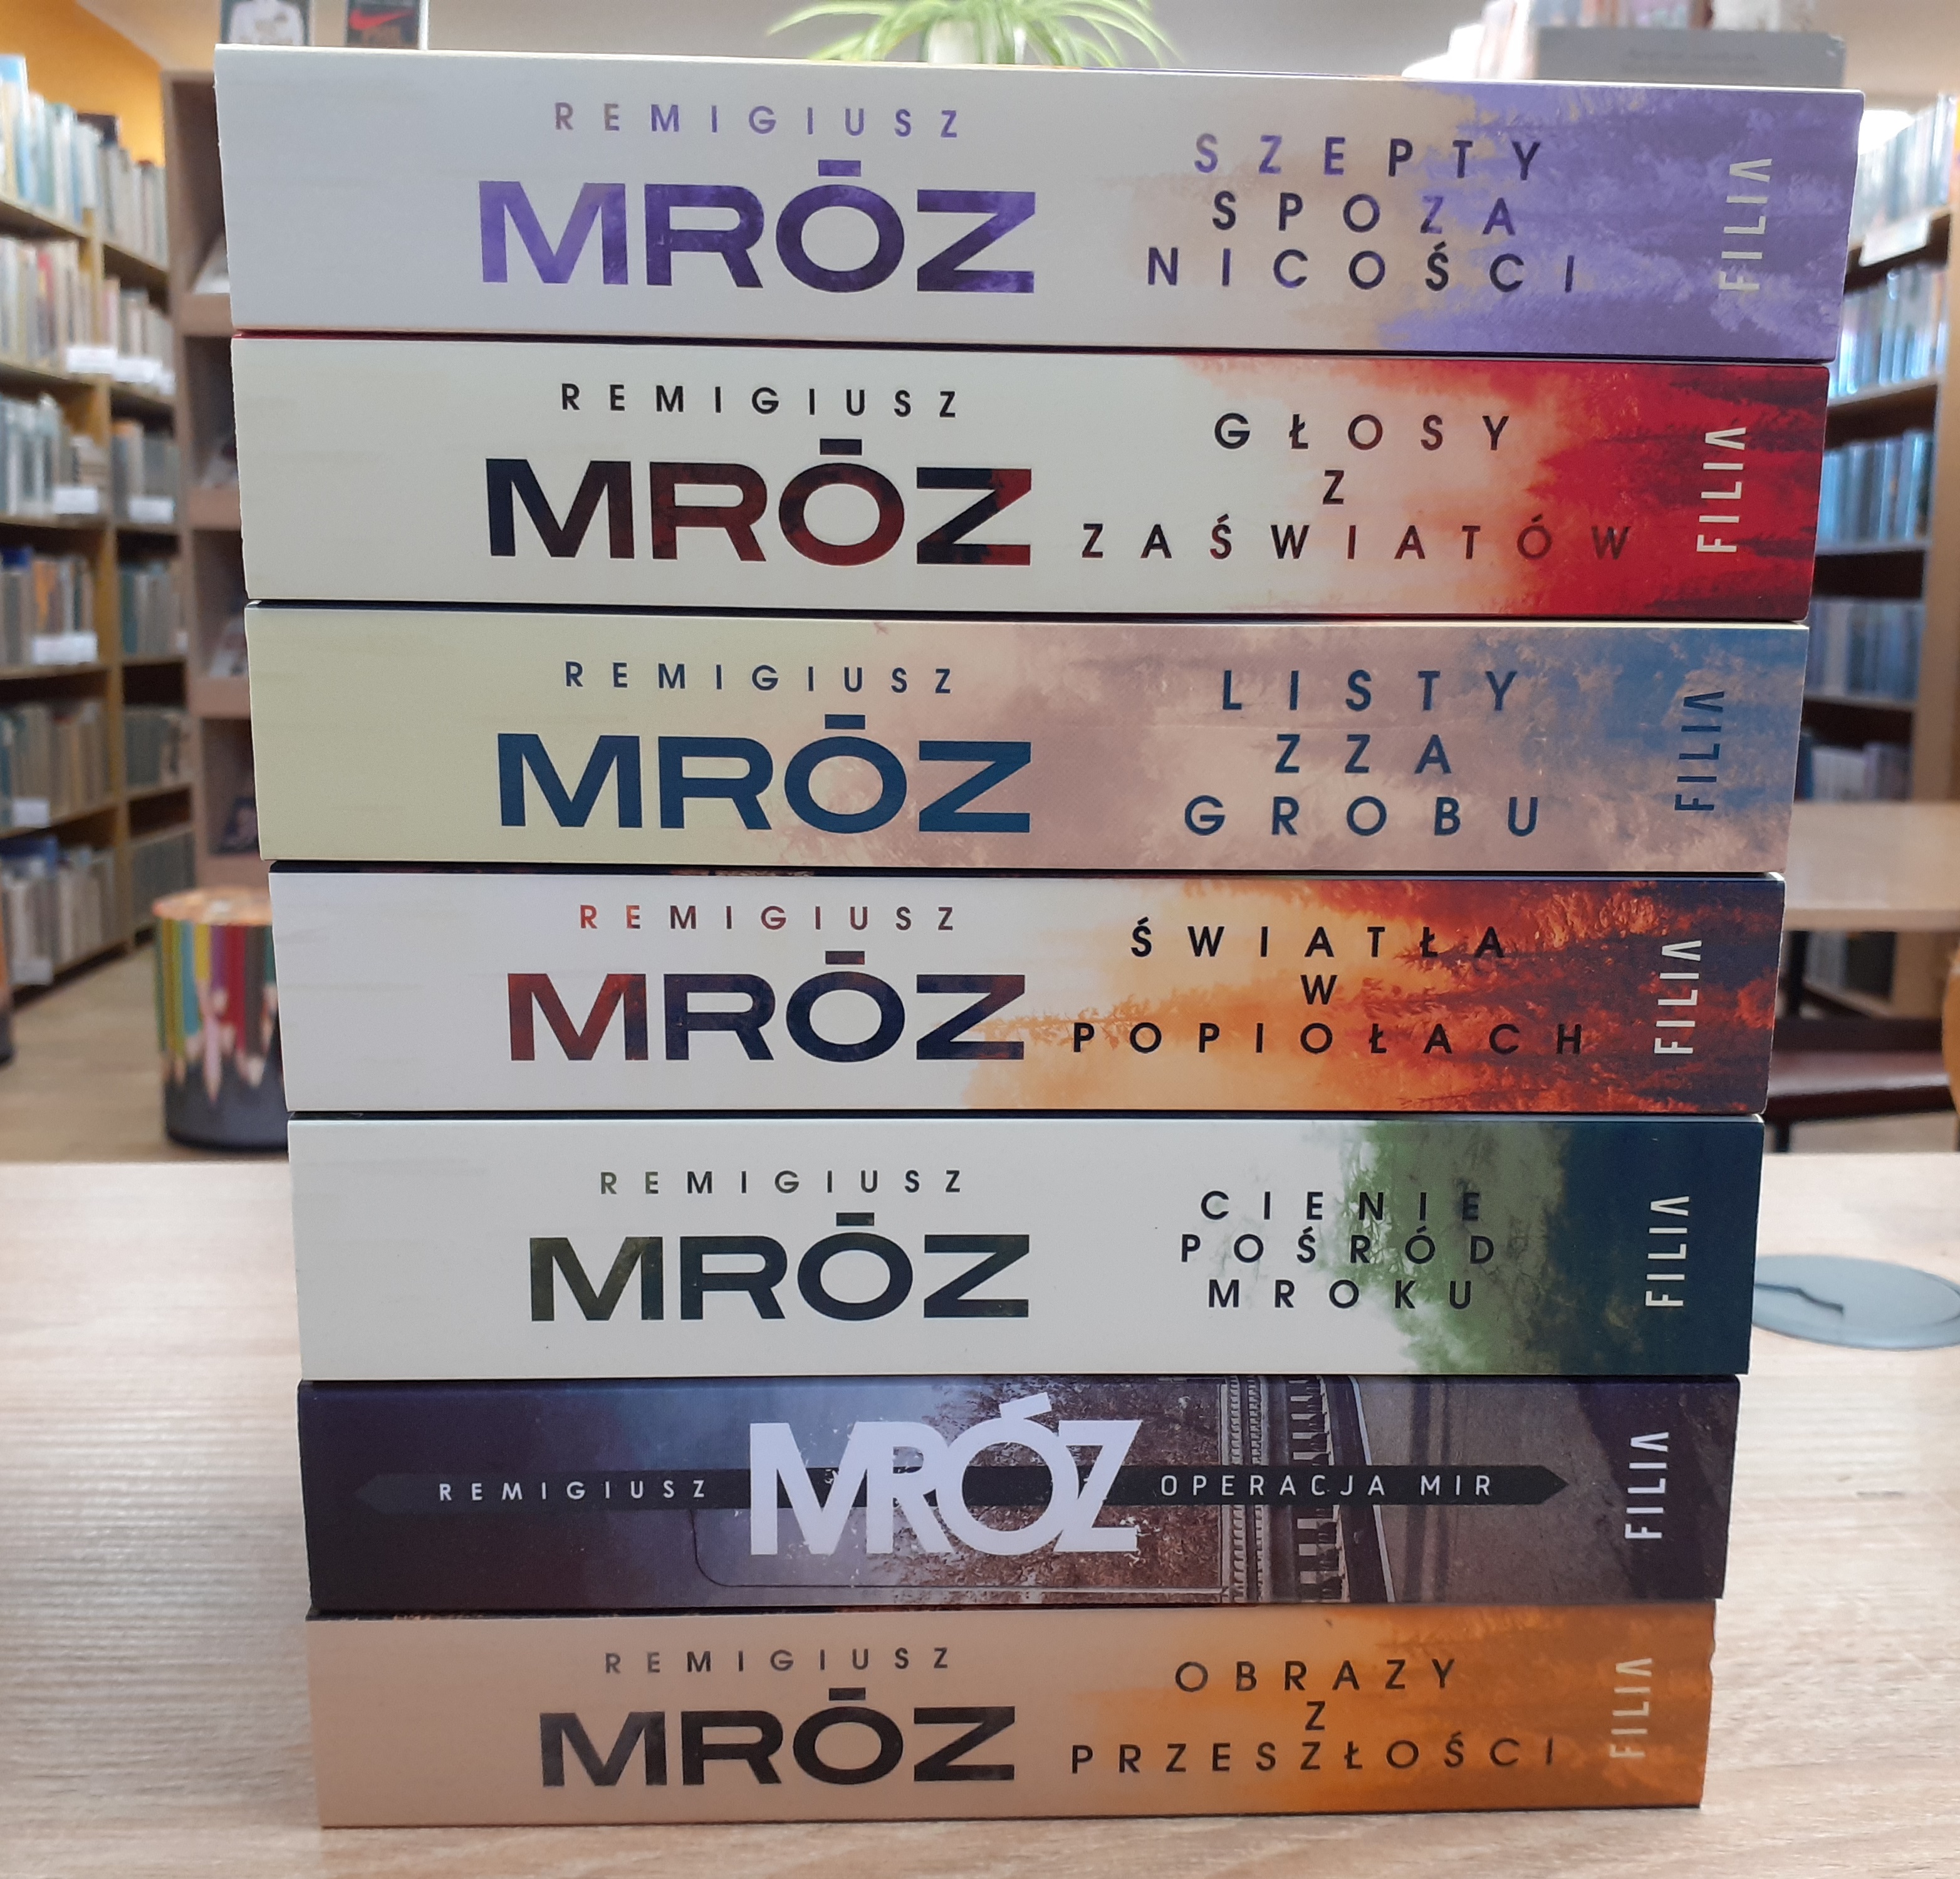 REMIGIUSZ
MRÓZ
SZEPTY
SPOZA
NICOŚCI
FILIA
REMIGIUSZ
MRÓZ
GŁOSY
Z
ZAŚWIATÓW
FILIA
REMIGIUSZ
MRÓZ
LISTY
ZZA
GROBU
FILIA
REMIGIUSZ
MRÓZ
ŚWIATŁA
W
POPIOŁACH
FILIA
REMIGIUSZ
MRÓZ
CIENIE
POŚRÓD
MROKU
FILIA
REMIGIUSZ MRÓZ OPERACJA MIR
FILIA
REMIGIUSZ
MRÓZ
OBRAZY
Z
PRZESZŁOŚCI
FILIA